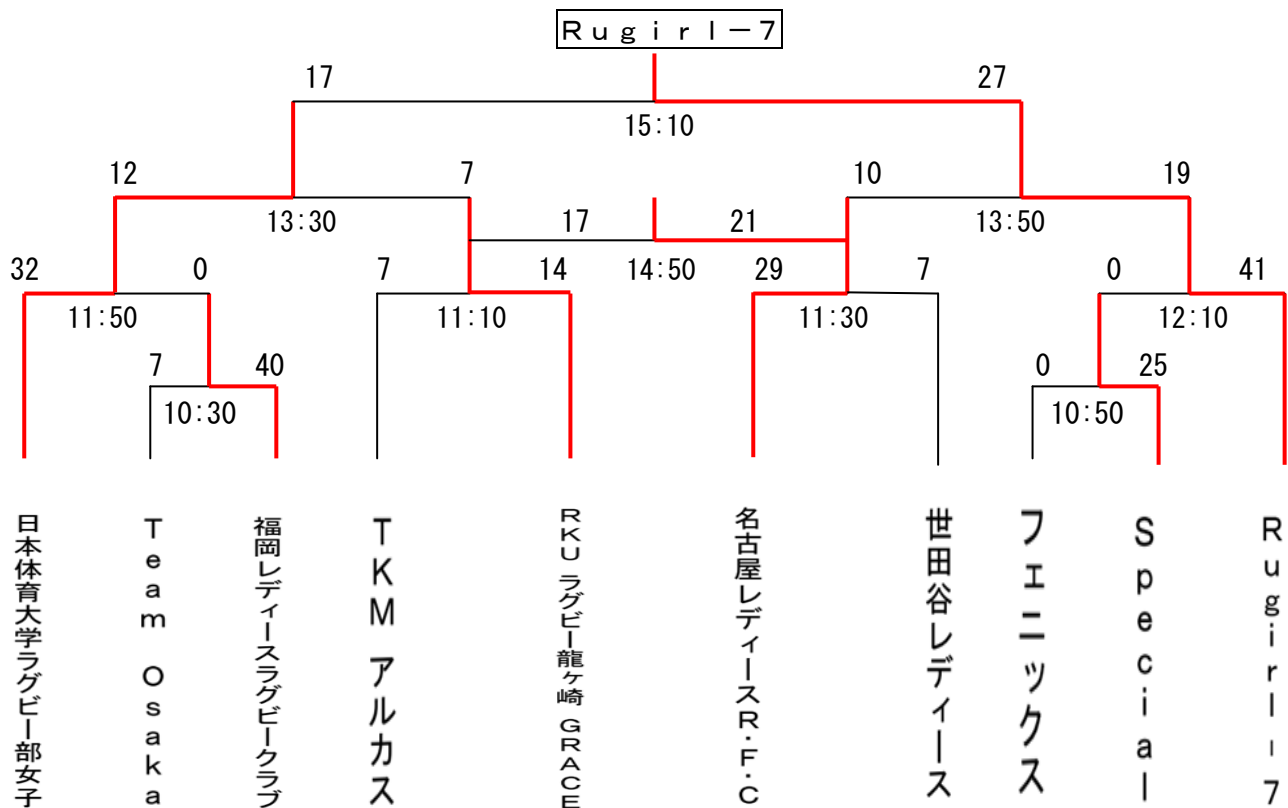 Rugirl-7
17
27
15:10
12
7
10
19
13:30
17
21
13:50
32
0
7
14
14:50
29
7
0
41
11:50
11:10
11:30
12:10
7
40
0
25
10:30
10:50
日本体育大学ラグビー部女子
Team Osaka
福岡レディースラグビークラブ
TKM アルカス
RKU ラグビー龍ヶ崎 GRACE
名古屋レディースR・F・C
世田谷レディース
フェニックス
Special
Rugirl-7